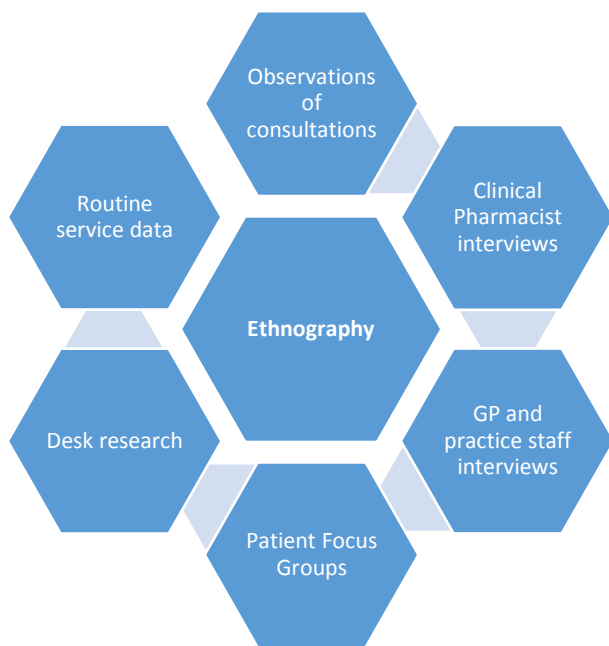 Observations
of
consultations
Clinical
Pharmacist
interviews
GP and
practice staff
interviews
Patient Focus
Groups
Desk research
Routine
service data
Ethnography